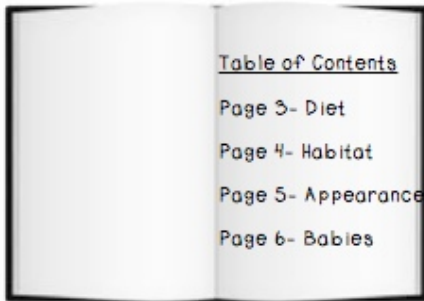 Table of Contents
Page 3- Diet
Page 4- Habitat
Page 5- Appearance
Page 6- Babies